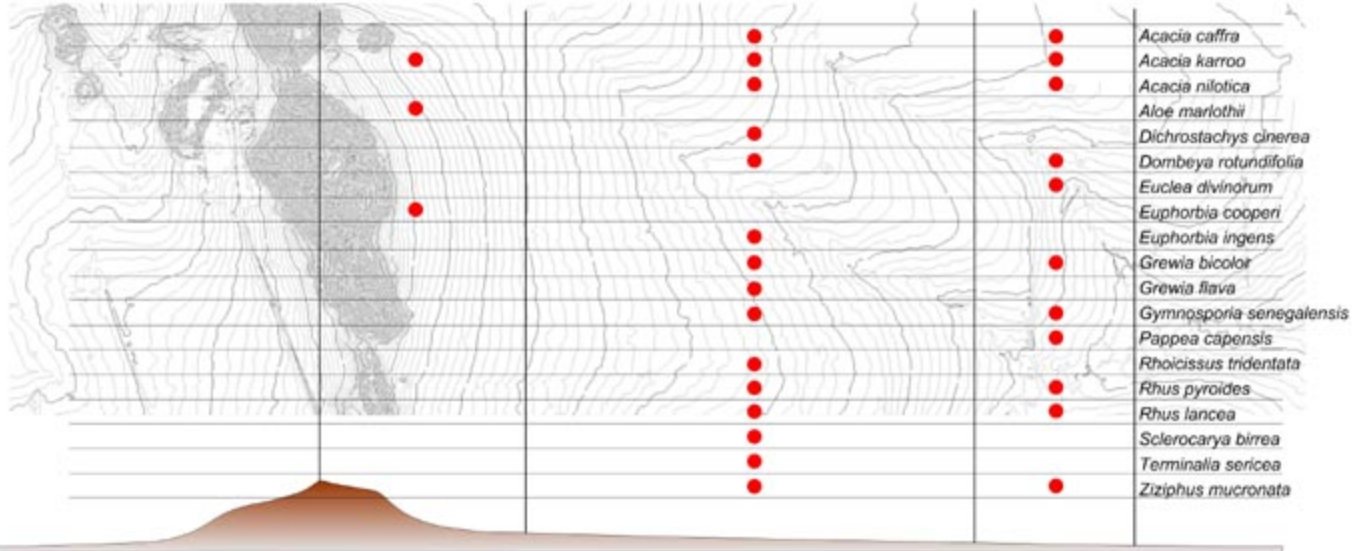 Acacia caffra
Acacia karroo
Acacia nilotica
Aloe marlothii
Dichrostachys cinerea
Dombeya rotundifolia
Euclea divinorum
Euphorbia cooperi
Euphorbia ingens
Grewia bicolor
Grewia flava
Gymnosporia senegalensis
Pappea capensis
Rhoicissus tridentata
Rhus pyroides
Rhus lancea
Sclerocarya birrea
Terminalia sericea
Ziziphus mucronata